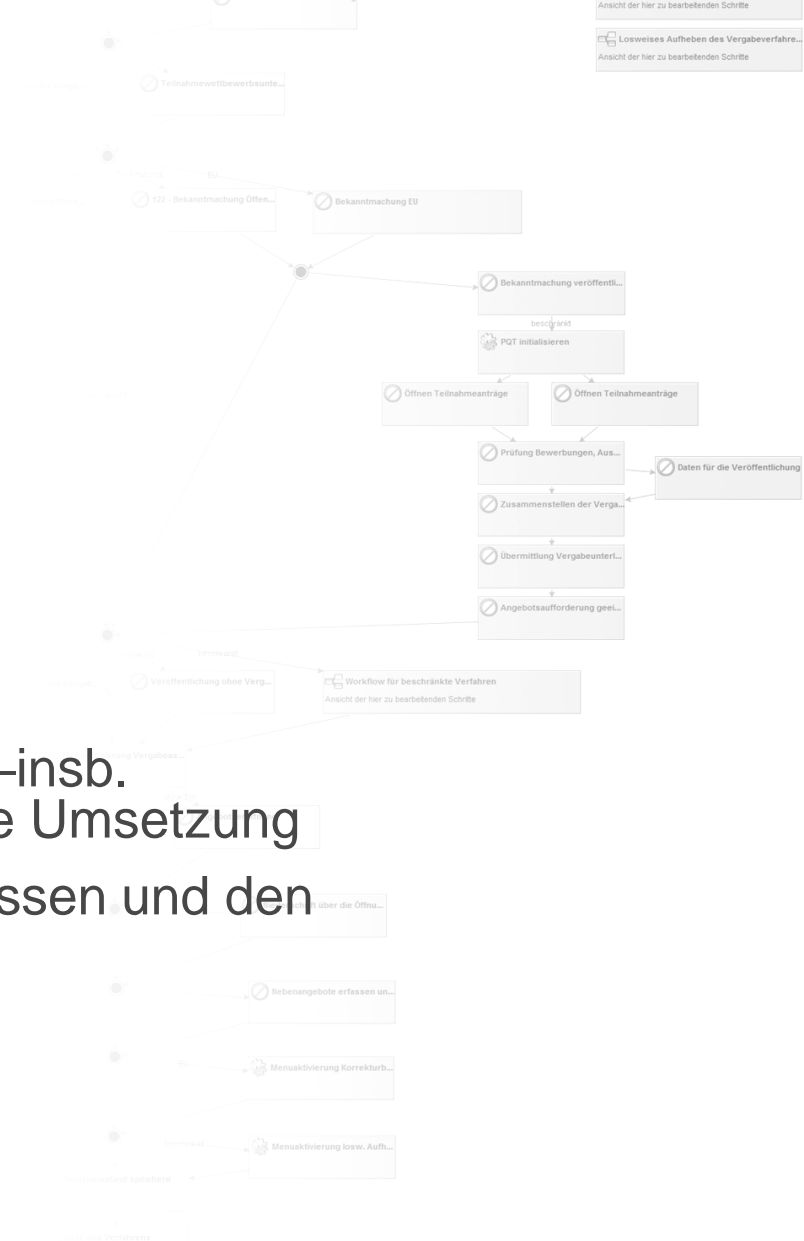 Ansicht der hier zu bearbeitenden Schritte
Losweises Aufheben des Vergabeverfahre...
Ansicht der hier zu bearbeitenden Schritte
Teilnahmewettbewerbsunte...
EU
Bekanntmachung Öffen...
Bekanntmachung EU
Bekanntmachung veröffentli...
beschränkt
PQT initialisieren
Öffnen Teilnahmeanträge
Öffnen Teilnahmeanträge
Prüfung Bewerbungen, Aus...
Daten für die Veröffentlichung
Zusammenstellen der Verga...
Übermittlung Vergabeunterl...
Angebotsaufforderung geei...
beschränkt
Veröffentlichung ohne Verg...
Workflow für beschränkte Verfahren
Ansicht der hier zu bearbeitenden Schritte
–insb.
e Umsetzung
ssen und den
über die Öffnu...
Nebenangebote erfassen un...
Menuaktivierung Korrekturb...
Menuaktivierung losw. Aufh...